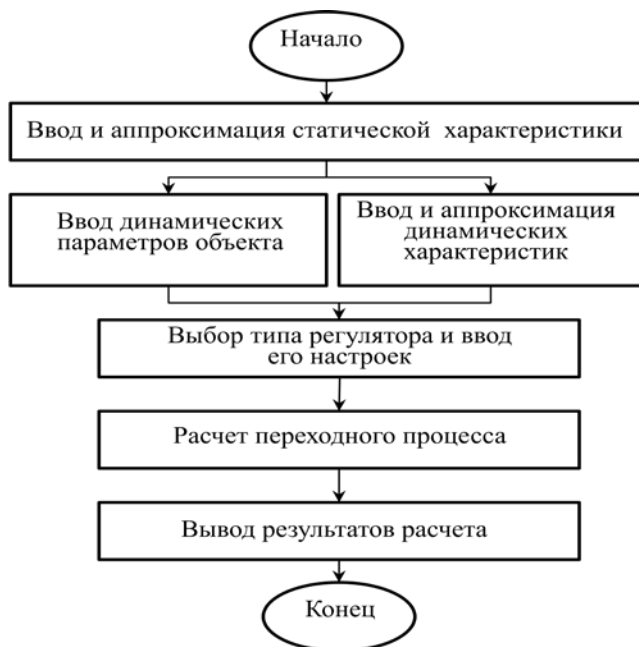 Начало
Ввод и аппроксимация статической характеристики
Ввод динамических
параметров объекта
Ввод и аппроксимация
динамических
характеристик
Выбор типа регулятора и ввод
его настроек
Расчет переходного процесса
Вывод результатов расчета
Конец